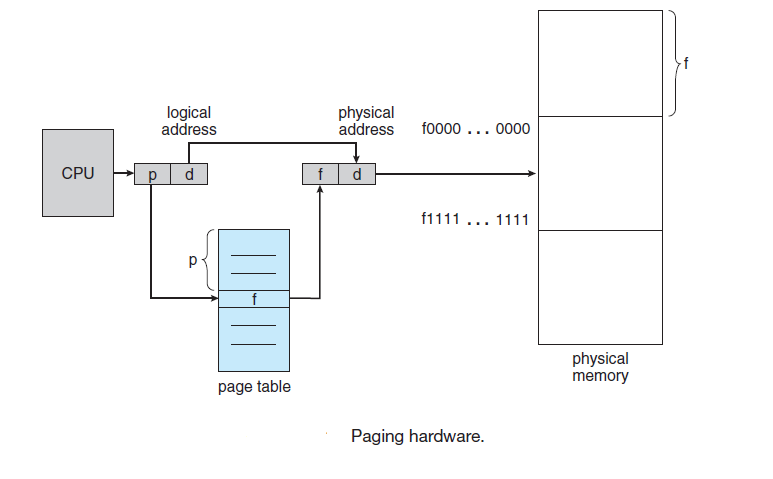 f
logical
address
physical
address
f0000 ... 0000
CPU
p
d
f
d
f1111 ... 1111
p
f
page table
physical
memory
Paging hardware.